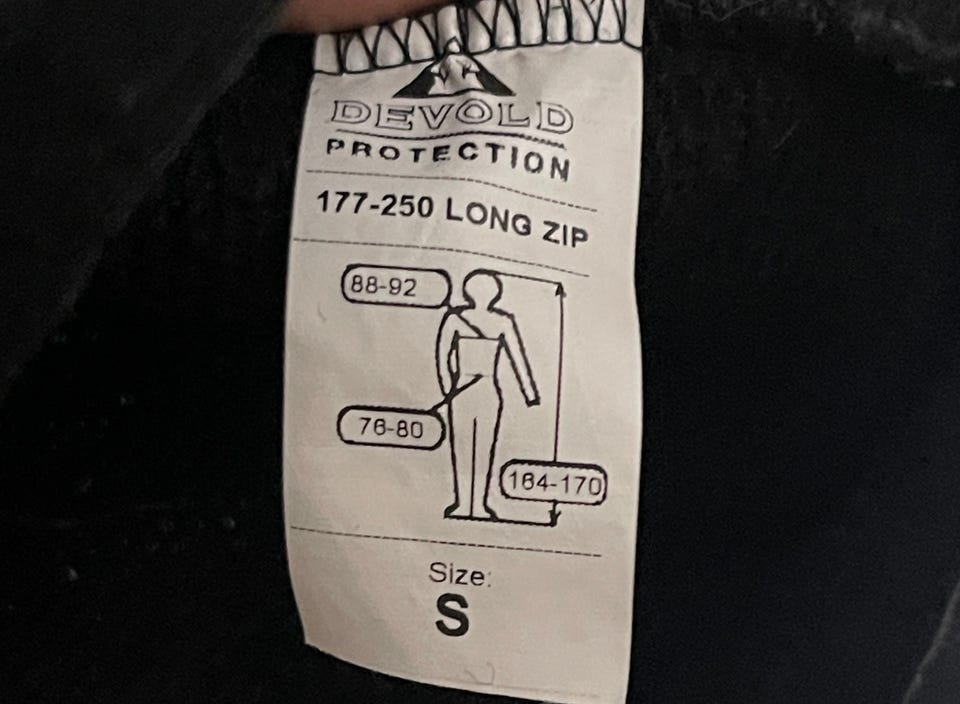 DEVOLD
PROTECTION
177-250 LONG ZIP
88-92
76-80
164-170
Size:
S